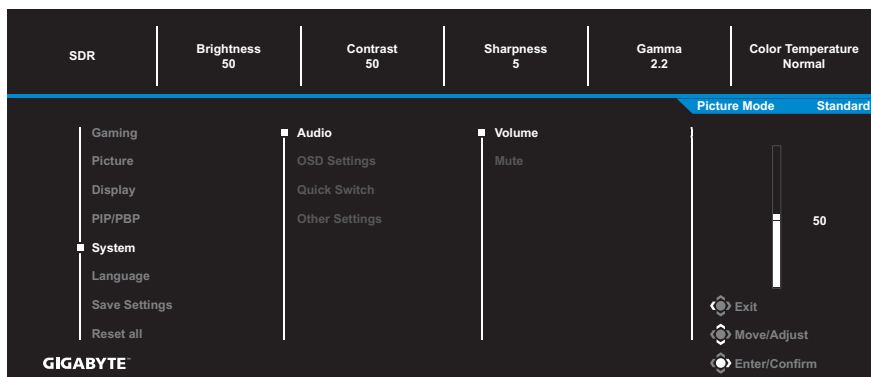 SDR
Brightness
50
Contrast
50
Sharpness
5
Gamma
2.2
Color Temperature
Normal
Picture Mode Standard
Gaming
Picture
Display
PIP/PBP
System
Language
Save Settings
Reset all
Audio
OSD Settings
Quick Switch
Other Settings
Volume
Mute
50
Exit
Move/Adjust
Enter/Confirm
GIGABYTE™